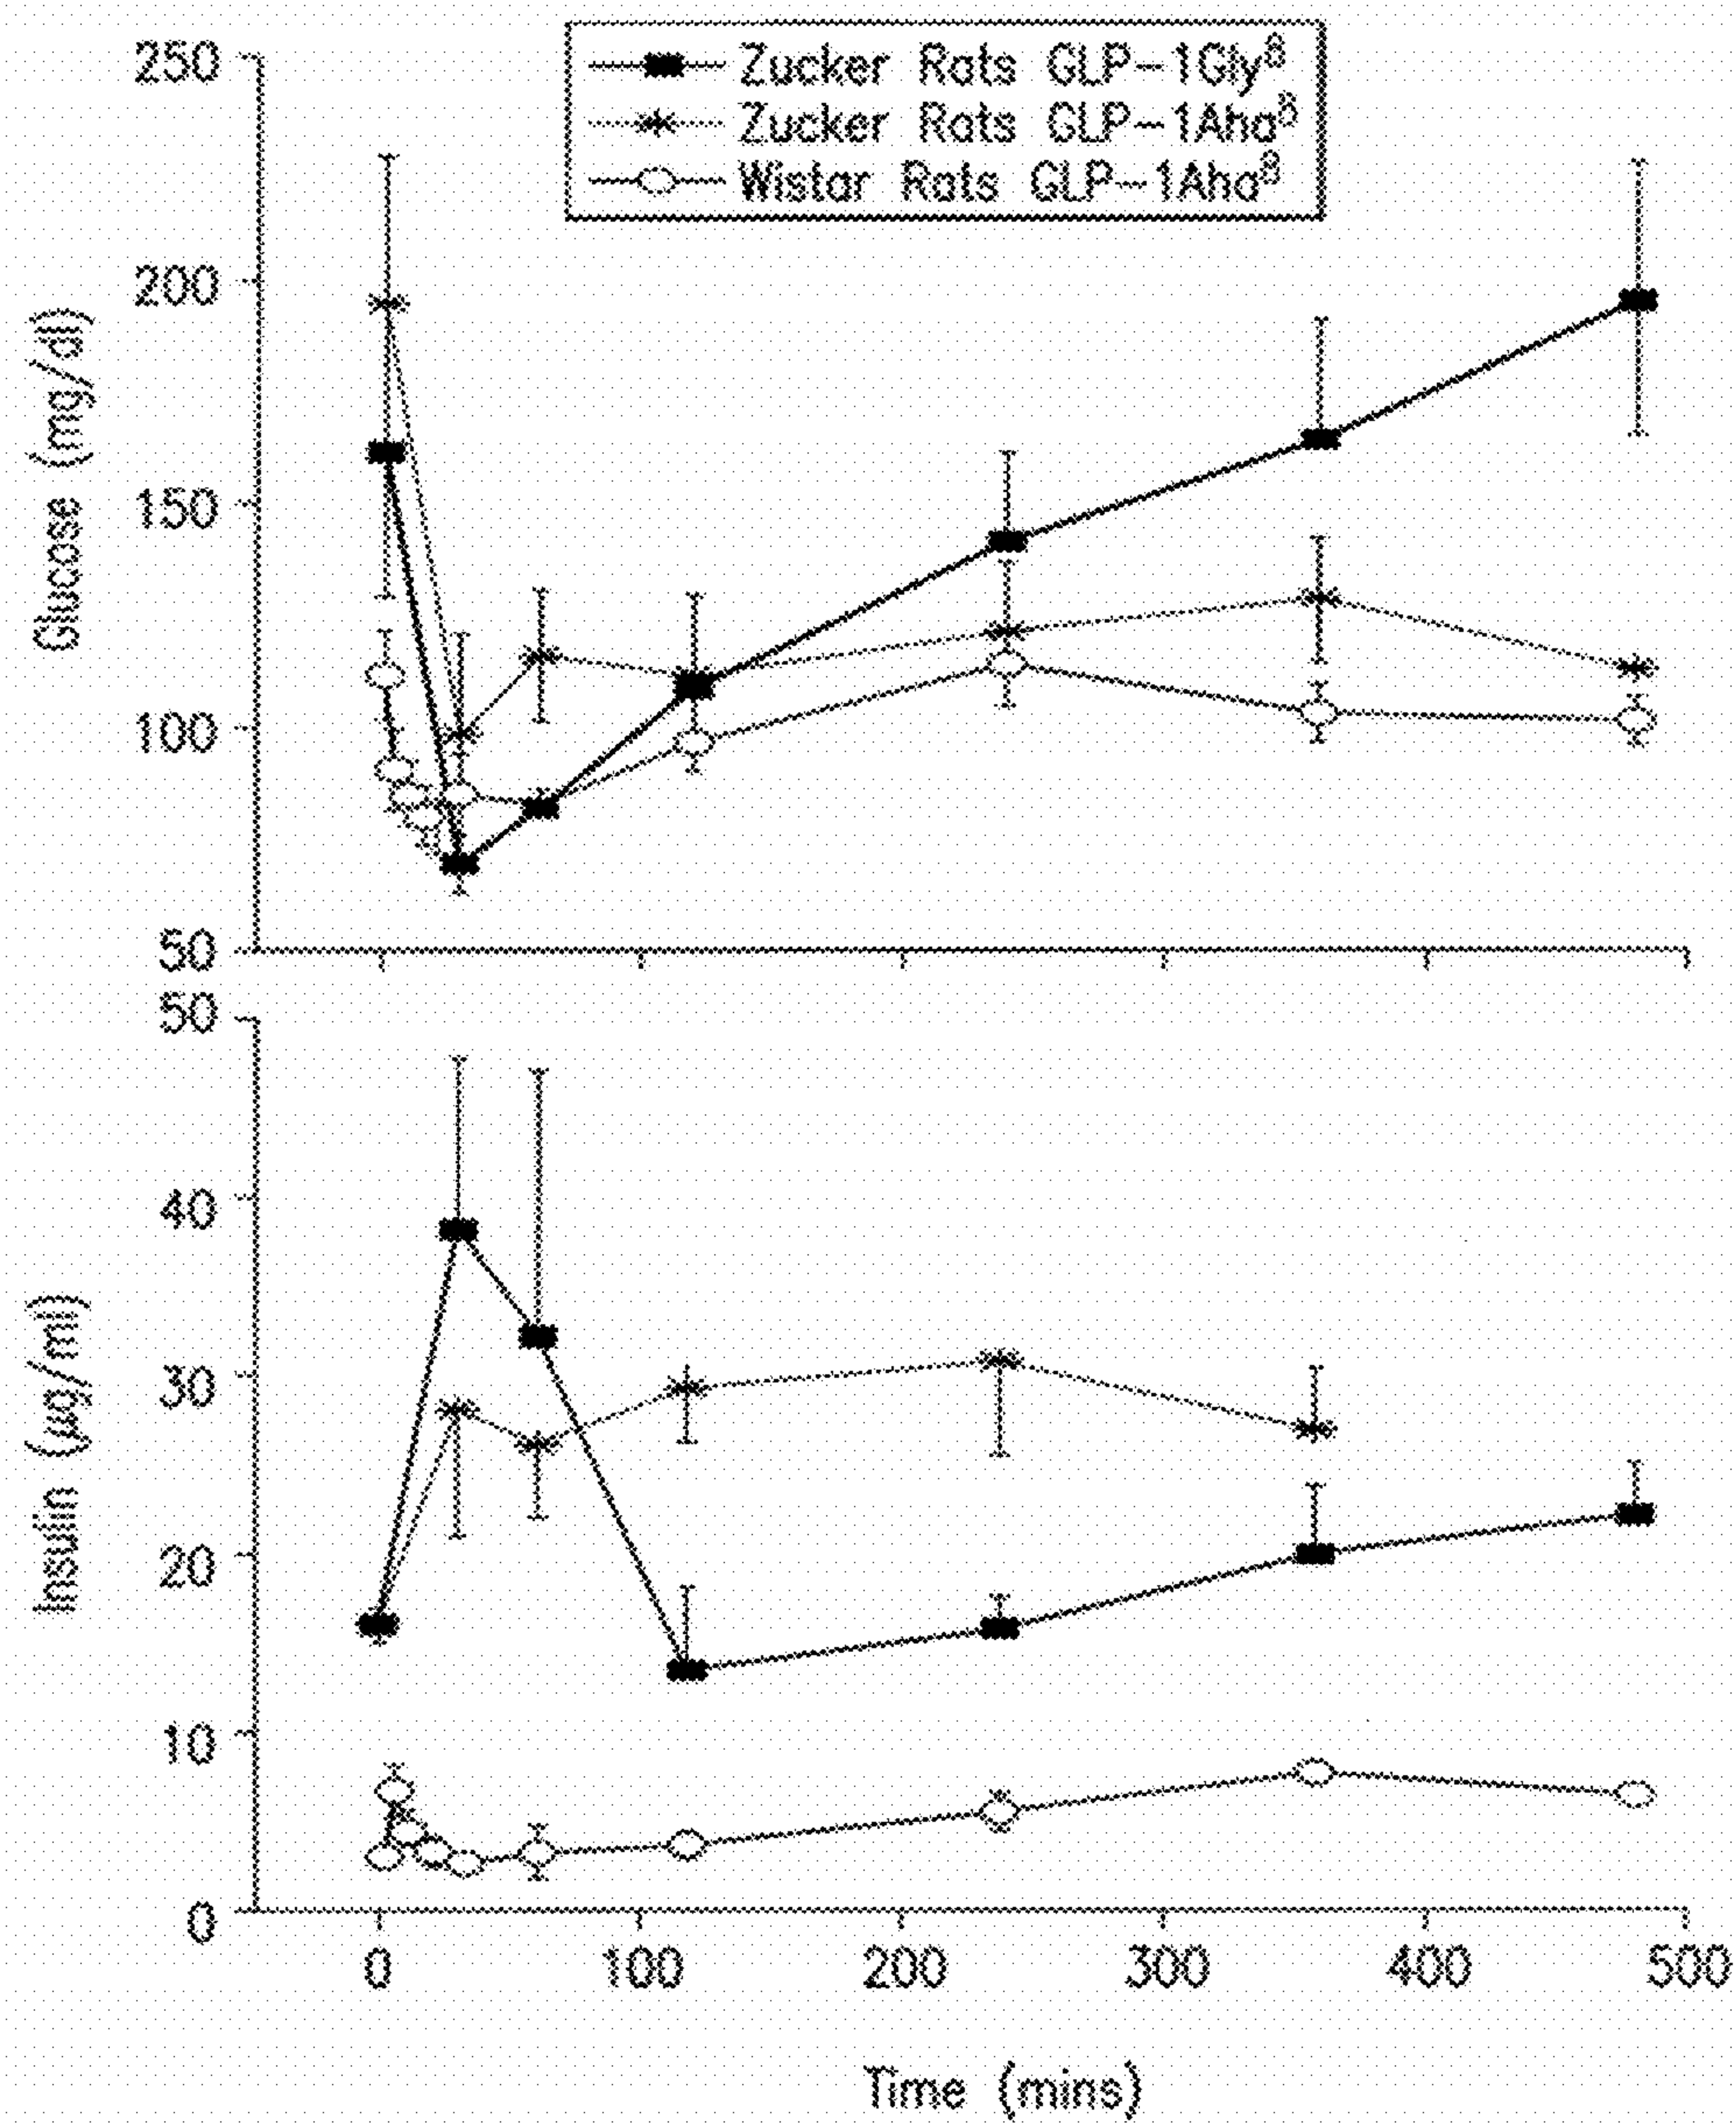 250
200
150
100
50
Glucose (mg/dl)
Zucker Rats GLP-1Gly⁸
Zucker Rats GLP-1Aha⁸
Wistar Rats GLP-1Aha⁸
50
40
30
20
10
0
Insulin (µg/ml)
0 100 200 300 400 500
Time (mins)